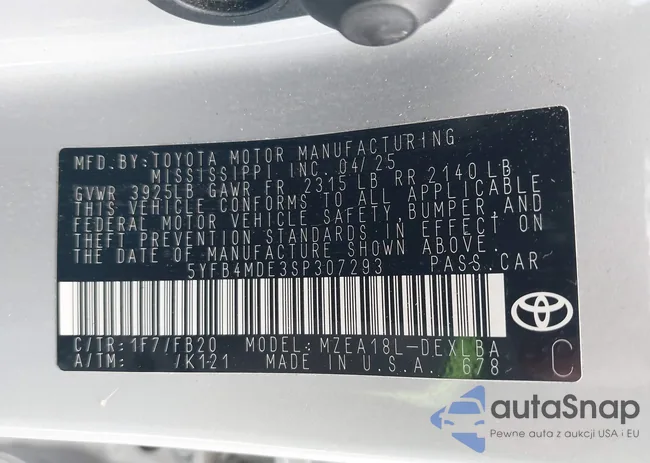 MFD.BY:TOYOTA MOTOR MANUFACTURING
MISSISSIPPI INC. 04/25
GVWR 3925LB GAWR FR 2315 LB RR 2140 LB
THIS VEHICLE CONFORMS TO ALL APPLICABLE
FEDERAL MOTOR VEHICLE SAFETY,BUMPER,AND
THEFT PREVENTION STANDARDS IN EFFECT ON
THE DATE OF MANUFACTURE SHOWN ABOVE.
5YFB4MDE3SP307293 PASS.CAR
C/TR:1F7/FB20 MODEL:MZEA18L-DEXLBA
A/TM: /K121 MADE IN U.S.A. 678
C
autaSnap
Pewne auta z aukcji USA i EU